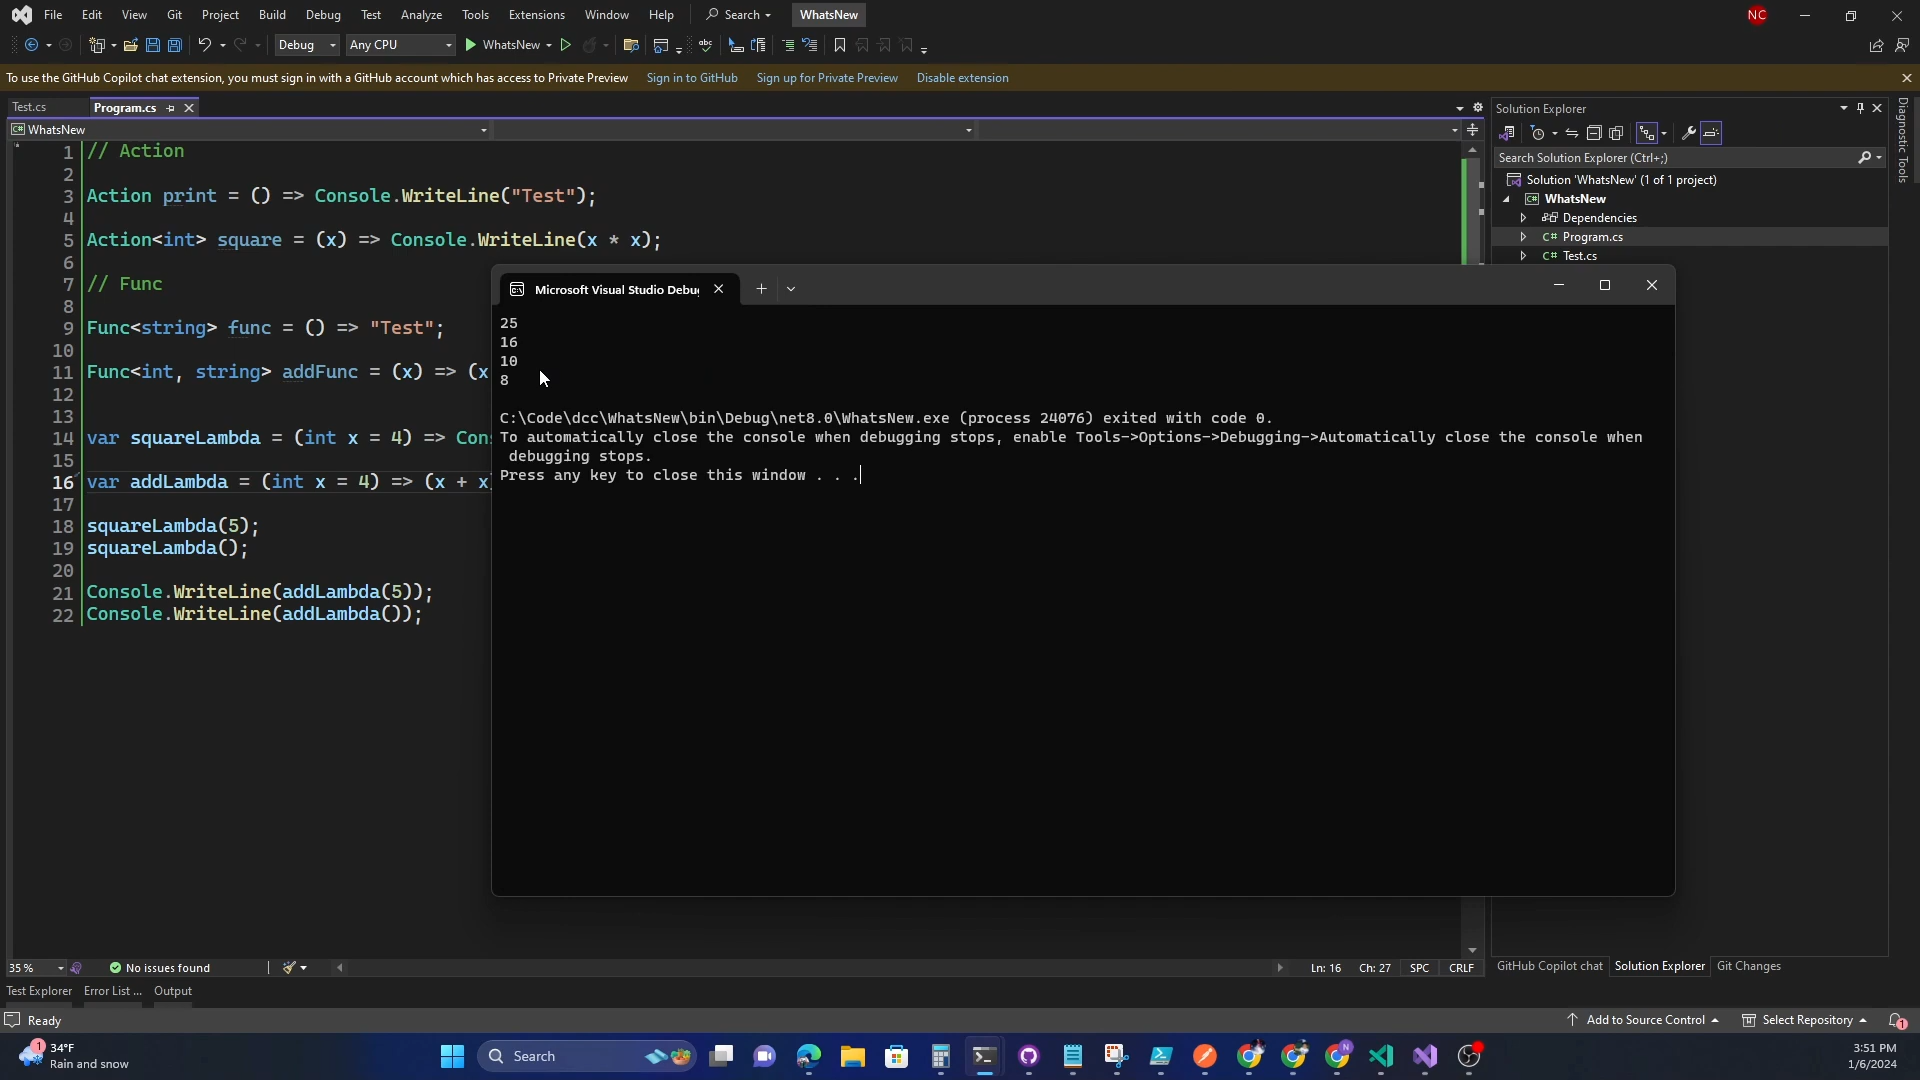 File Edit View Git Project Build Debug Test Analyze Tools Extensions Window Help Search WhatsNew NC
Debug Any CPU WhatsNew
To use the GitHub Copilot chat extension, you must sign in with a GitHub account which has access to Private Preview Sign in to GitHub Sign up for Private Preview Disable extension
Test.cs Program.cs
WhatsNew
1 // Action
2
3 Action print = () => Console.WriteLine("Test");
4
5 Action<int> square = (x) => Console.WriteLine(x * x);
6
7 // Func
8
9 Func<string> func = () => "Test";
10
11 Func<int, string> addFunc = (x) => (x
12
13
14 var squareLambda = (int x = 4) => Con
15
16 var addLambda = (int x = 4) => (x + x
17
18 squareLambda(5);
19 squareLambda();
20
21 Console.WriteLine(addLambda(5));
22 Console.WriteLine(addLambda());
Microsoft Visual Studio Debu
25
16
10
8
C:\Code\dcc\WhatsNew\bin\Debug\net8.0\WhatsNew.exe (process 24076) exited with code 0.
To automatically close the console when debugging stops, enable Tools->Options->Debugging->Automatically close the console when
debugging stops.
Press any key to close this window . . .
Solution Explorer
Search Solution Explorer (Ctrl+;)
Solution 'WhatsNew' (1 of 1 project)
WhatsNew
Dependencies
C# Program.cs
C# Test.cs
Diagnostic Tools
35 % No issues found Ln: 16 Ch: 27 SPC CRLF
GitHub Copilot chat Solution Explorer Git Changes
Test Explorer Error List ... Output
Ready Add to Source Control Select Repository 1
1 34°F
Rain and snow
Search
3:51 PM
1/6/2024